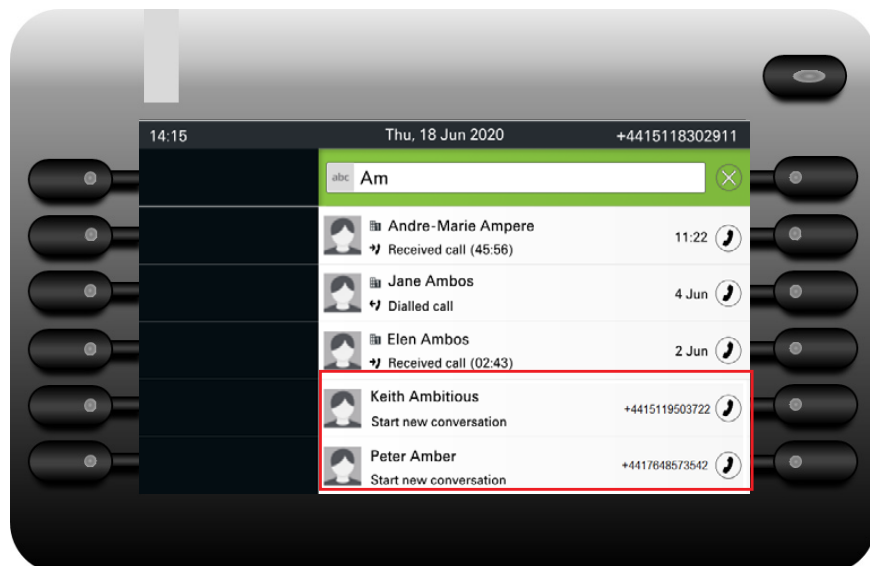 14:15 Thu, 18 Jun 2020 +4415118302911
abc Am
Andre-Marie Ampere
Received call (45:56) 11:22
Jane Ambos
Dialled call 4 Jun
Elen Ambos
Received call (02:43) 2 Jun
Keith Ambitious
Start new conversation +4415119503722
Peter Amber
Start new conversation +4417648573542